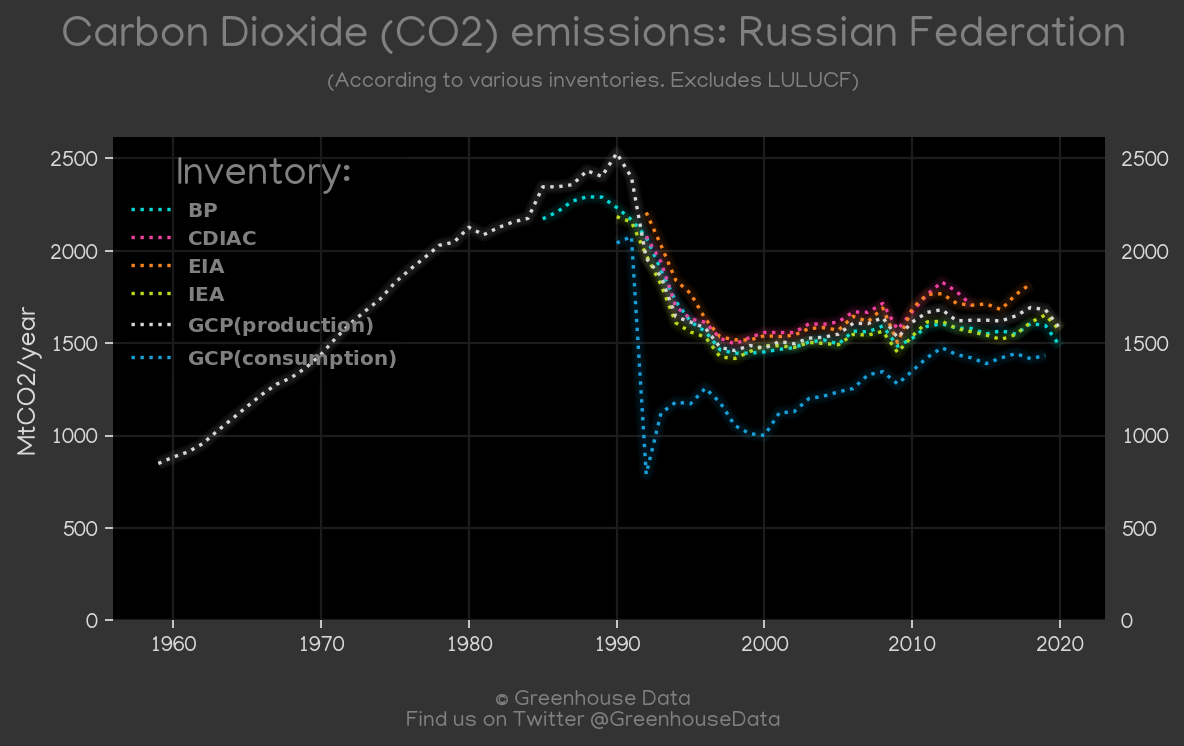 Carbon Dioxide (CO2) emissions: Russian Federation
(According to various inventories. Excludes LULUCF)
Inventory:
BP
CDIAC
EIA
IEA
GCP(production)
GCP(consumption)
MtCO2/year
2500
2000
1500
1000
500
0
2500
2000
1500
1000
500
0
1960 1970 1980 1990 2000 2010 2020
© Greenhouse Data
Find us on Twitter @GreenhouseData